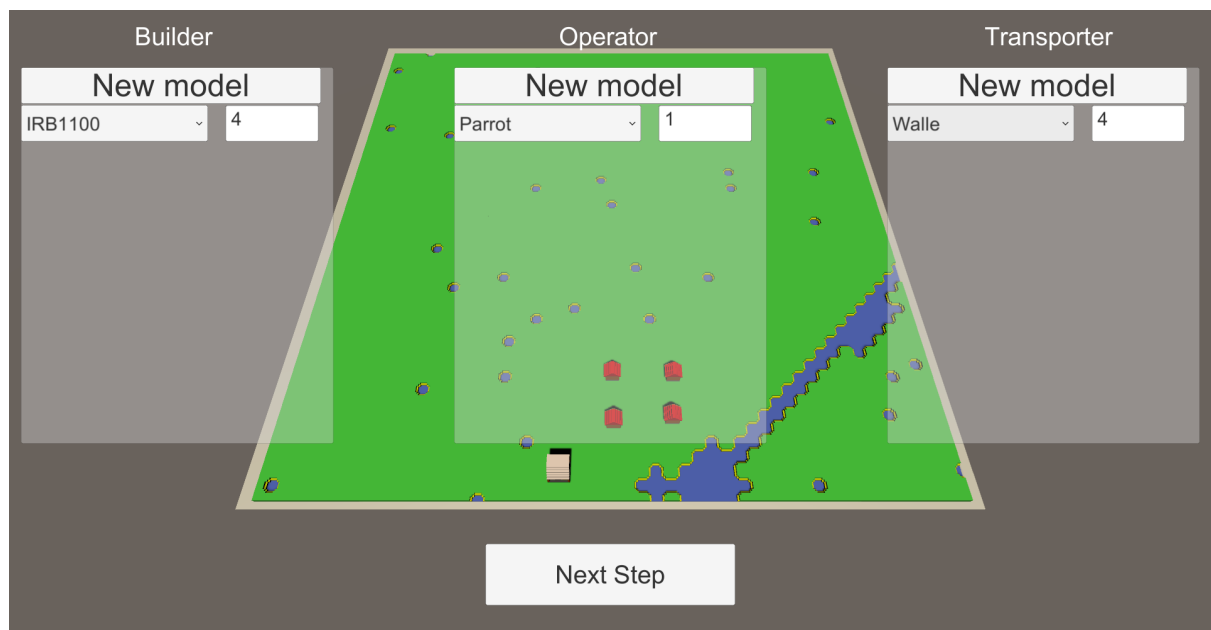 Builder
Operator
Transporter
New model
New model
New model
IRB1100
4
Parrot
1
Walle
4
Next Step